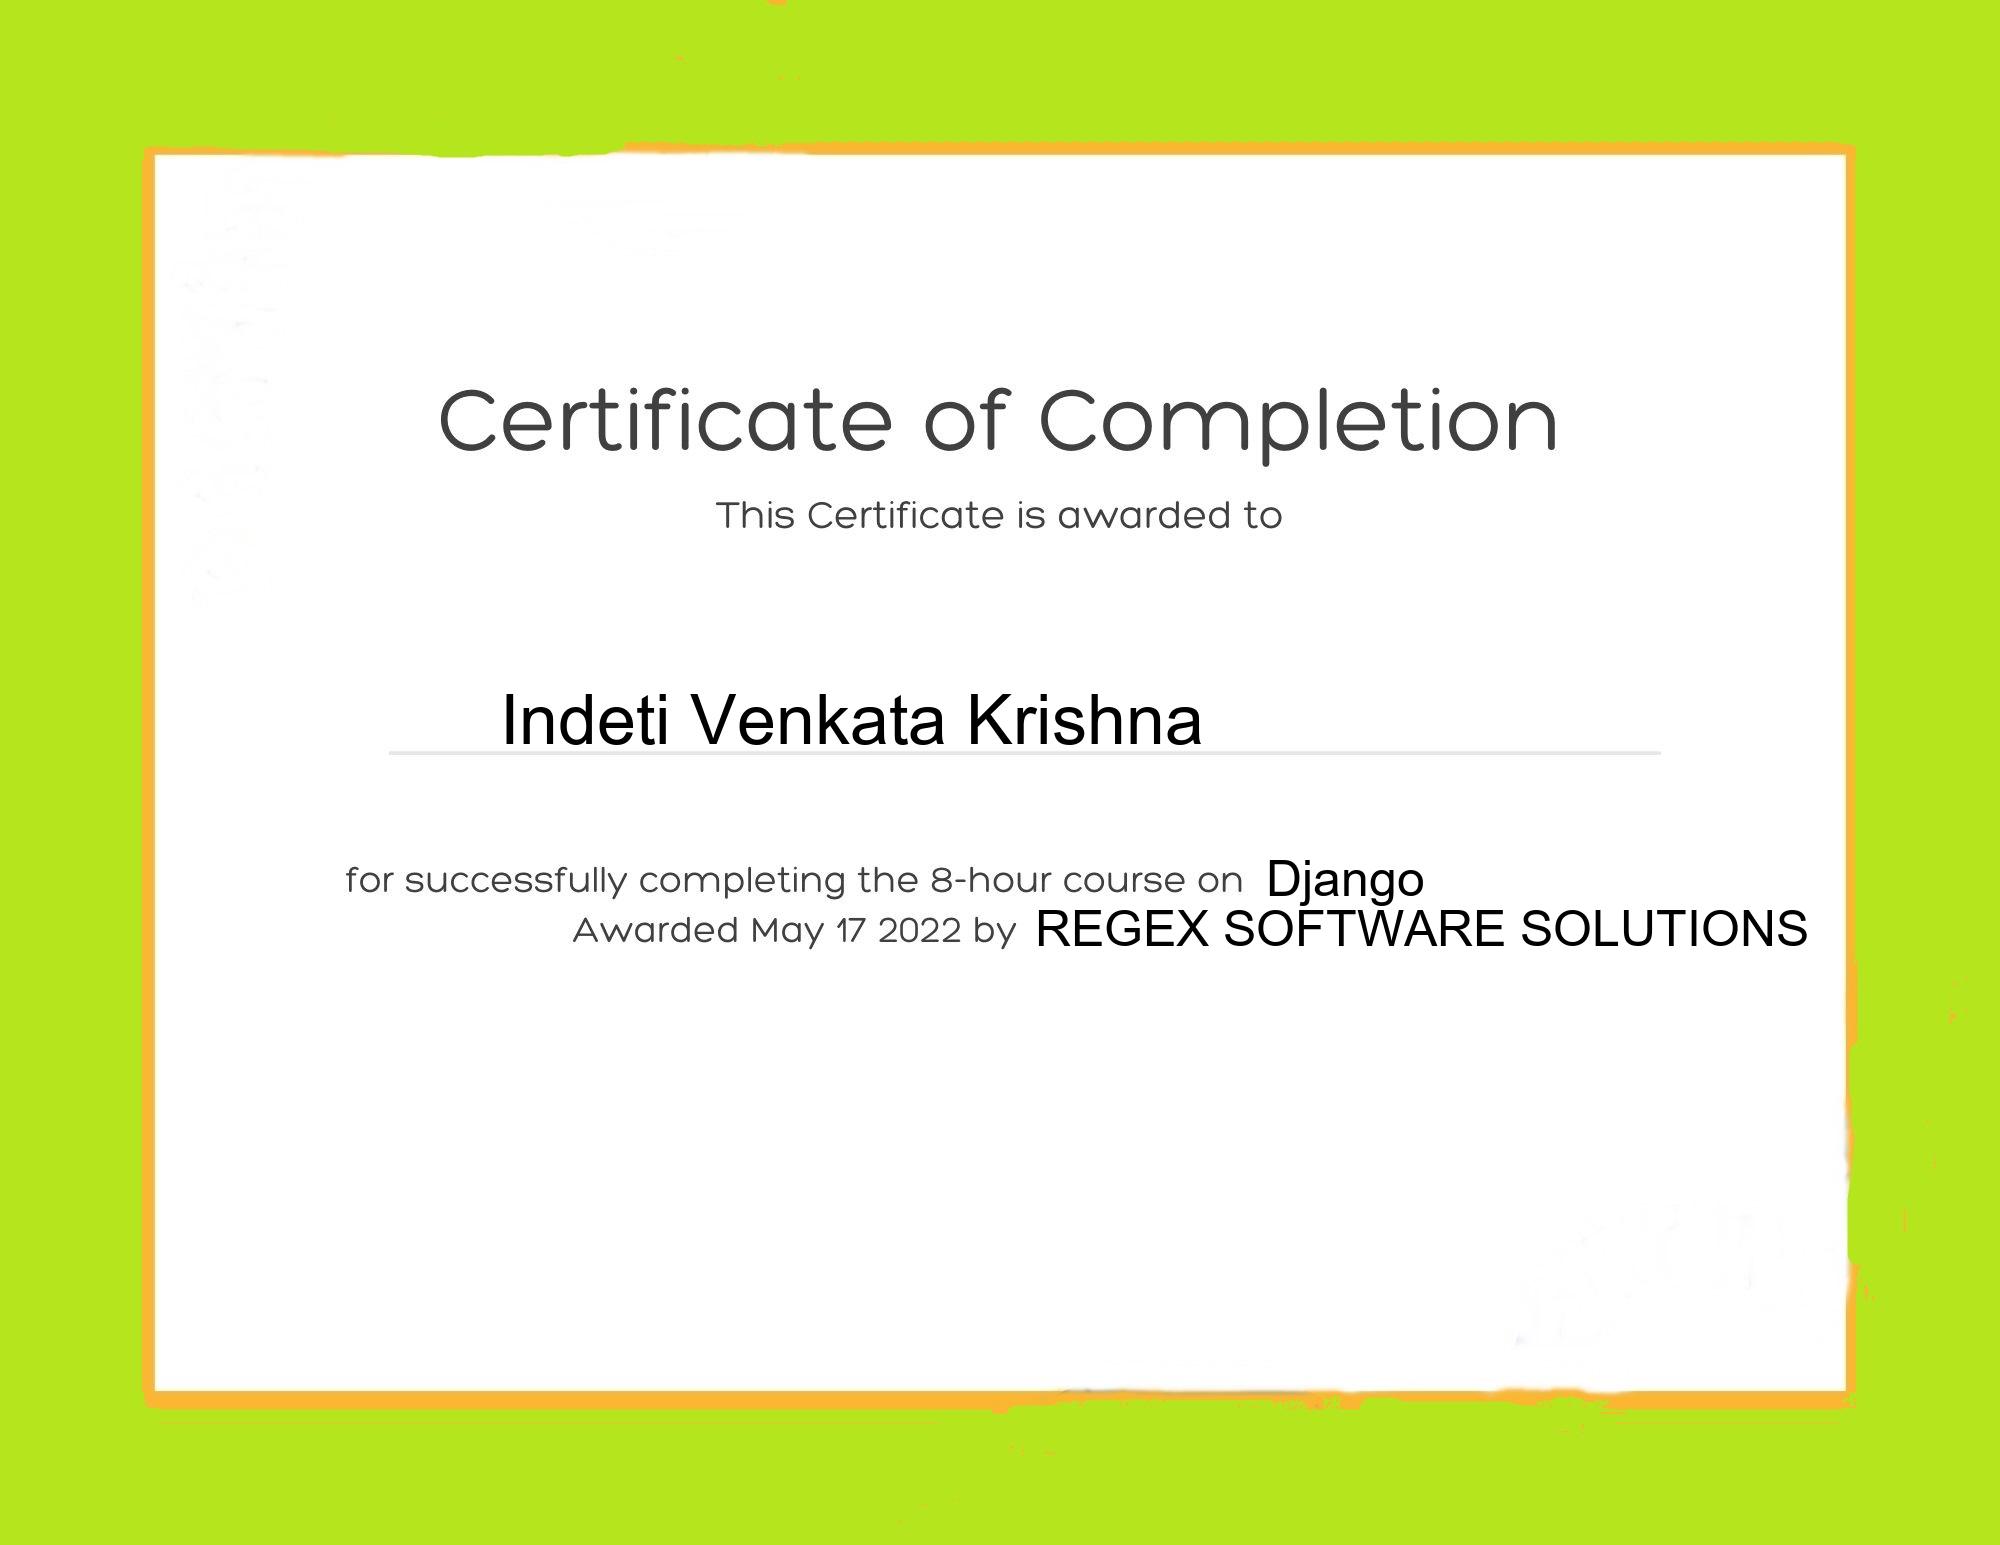 Certificate of Completion
This Certificate is awarded to
Indeti Venkata Krishna
for successfully completing the 8-hour course on Django
Awarded May 17 2022 by REGEX SOFTWARE SOLUTIONS